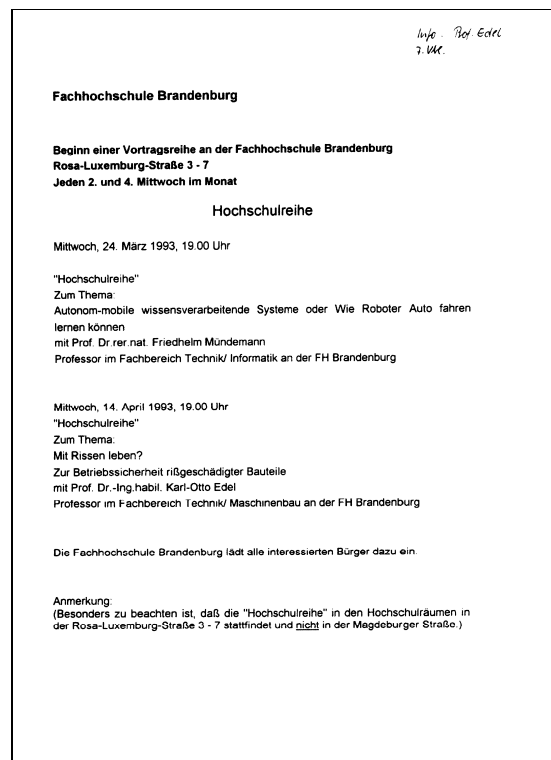 Info. Prof. Edel
Fachhochschule Brandenburg
Beginn einer Vortragsreihe an der Fachhochschule Brandenburg
Rosa-Luxemburg-Straße 3 - 7
Jeden 2. und 4. Mittwoch im Monat
Hochschulreihe
Mittwoch, 24. März 1993, 19.00 Uhr
"Hochschulreihe"
Zum Thema:
Autonom-mobile wissensverarbeitende Systeme oder Wie Roboter Auto fahren
lernen können
mit Prof. Dr.rer.nat. Friedhelm Mündemann
Professor im Fachbereich Technik/ Informatik an der FH Brandenburg
Mittwoch, 14. April 1993, 19.00 Uhr
"Hochschulreihe"
Zum Thema:
Mit Rissen leben?
Zur Betriebssicherheit rißgeschädigter Bauteile
mit Prof. Dr.-Ing.habil. Karl-Otto Edel
Professor im Fachbereich Technik/ Maschinenbau an der FH Brandenburg
Die Fachhochschule Brandenburg lädt alle interessierten Bürger dazu ein.
Anmerkung:
(Besonders zu beachten ist, daß die "Hochschulreihe" in den Hochschulräumen in
der Rosa-Luxemburg-Straße 3 - 7 stattfindet und nicht in der Magdeburger Straße.)